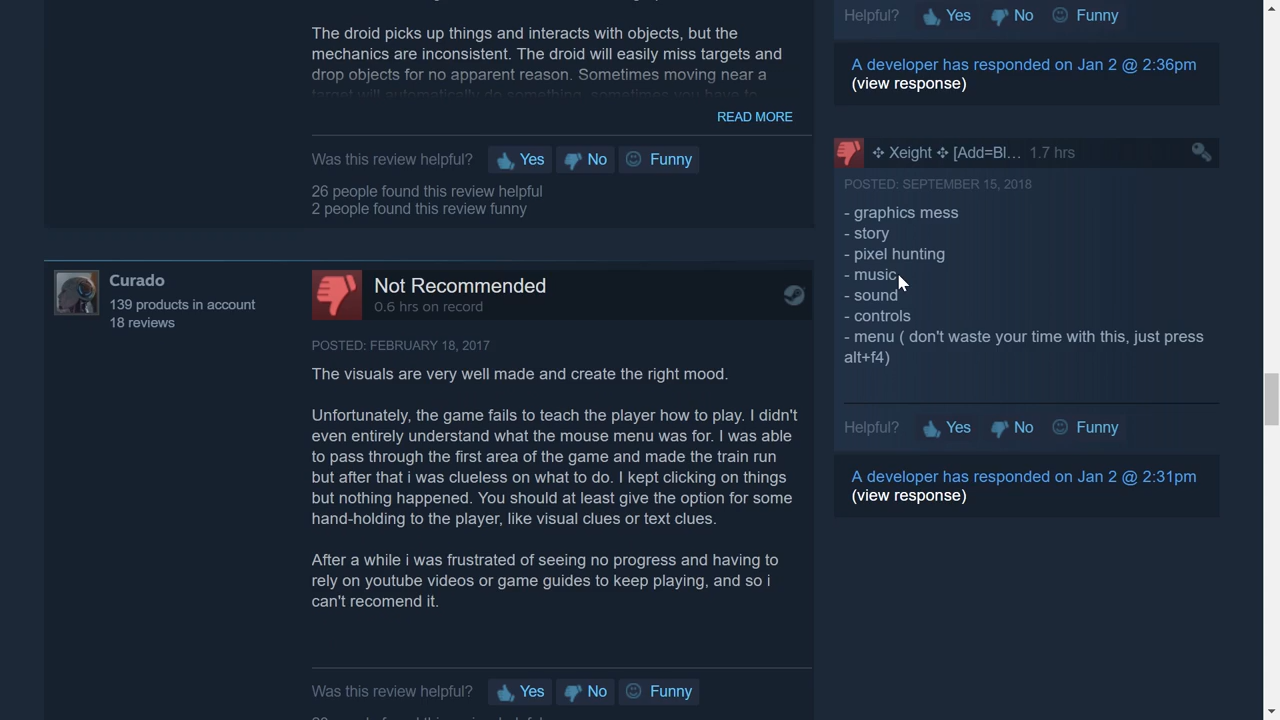 The droid picks up things and interacts with objects, but the
mechanics are inconsistent. The droid will easily miss targets and
drop objects for no apparent reason. Sometimes moving near a
target will automatically do something, sometimes you have to
READ MORE
Was this review helpful? Yes No Funny
26 people found this review helpful
2 people found this review funny
Curado
139 products in account
18 reviews
Not Recommended
0.6 hrs on record
POSTED: FEBRUARY 18, 2017
The visuals are very well made and create the right mood.
Unfortunately, the game fails to teach the player how to play. I didn't
even entirely understand what the mouse menu was for. I was able
to pass through the first area of the game and made the train run
but after that i was clueless on what to do. I kept clicking on things
but nothing happened. You should at least give the option for some
hand-holding to the player, like visual clues or text clues.
After a while i was frustrated of seeing no progress and having to
rely on youtube videos or game guides to keep playing, and so i
can't recomend it.
Was this review helpful? Yes No Funny
Helpful? Yes No Funny
A developer has responded on Jan 2 @ 2:36pm
(view response)
✣ Xeight ✣ [Add=Bl... 1.7 hrs
POSTED: SEPTEMBER 15, 2018
- graphics mess
- story
- pixel hunting
- music
- sound
- controls
- menu ( don't waste your time with this, just press
alt+f4)
Helpful? Yes No Funny
A developer has responded on Jan 2 @ 2:31pm
(view response)